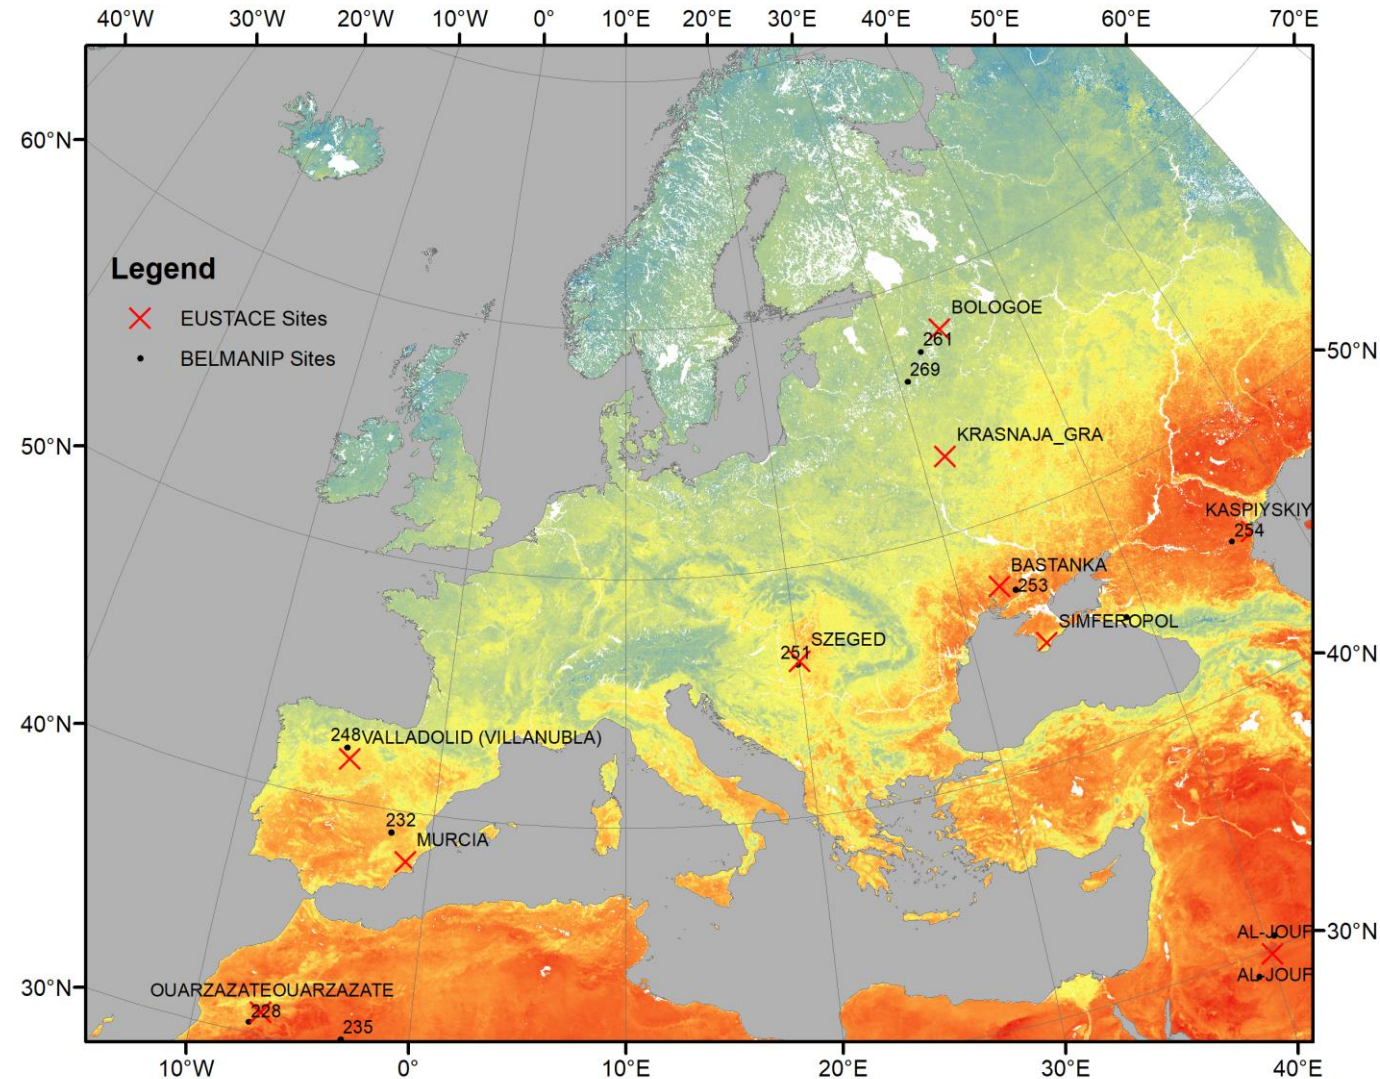 40°W 30°W 20°W 10°W 0° 10°E 20°E 30°E 40°E 50°E 60°E 70°E
60°N
Legend
EUSTACE Sites
BELMANIP Sites
BOLOGOE
261
50°N
269
KRASNAJA_GRA
50°N
KASPIYSKIY
254
BASTANKA
253
SIMFEROPOL
SZEGED
251
40°N
40°N
248 VALLADOLID (VILLANUBLA)
232
MURCIA
AL-JOUF
30°N
AL-JOUF
30°N
OUARZAZATEOUARZAZATE
228
235
10°W 0° 10°E 20°E 30°E 40°E